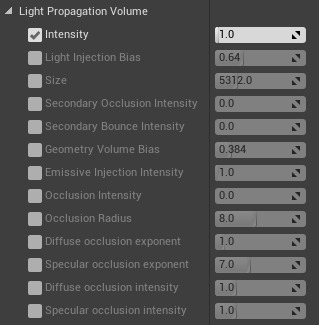 Light Propagation Volume
Intensity 1.0
Light Injection Bias 0.64
Size 5312.0
Secondary Occlusion Intensity 0.0
Secondary Bounce Intensity 0.0
Geometry Volume Bias 0.384
Emissive Injection Intensity 1.0
Occlusion Intensity 0.0
Occlusion Radius 8.0
Diffuse occlusion exponent 1.0
Specular occlusion exponent 7.0
Diffuse occlusion intensity 1.0
Specular occlusion intensity 1.0